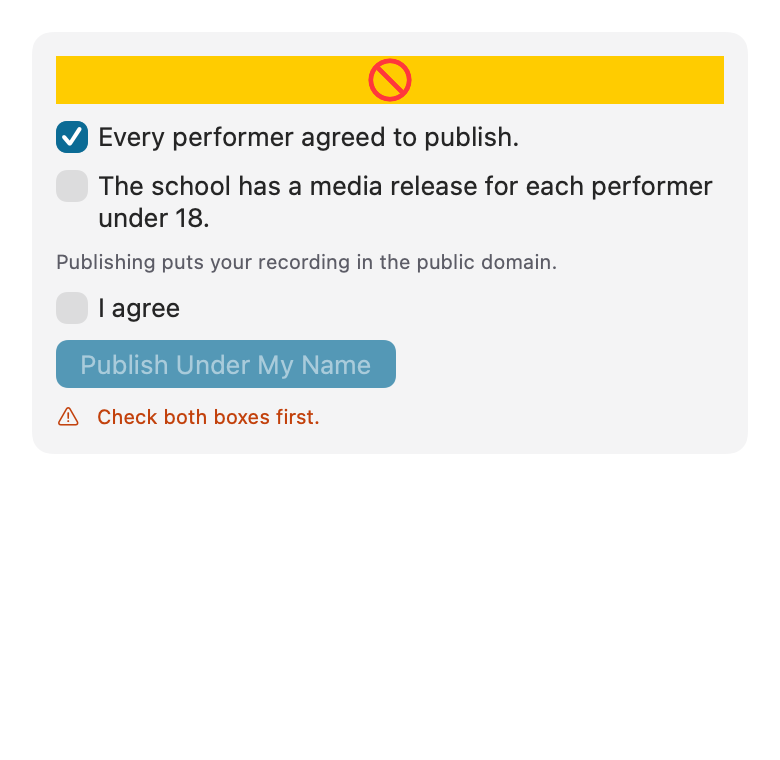 Every performer agreed to publish.
The school has a media release for each performer
under 18.
Publishing puts your recording in the public domain.
I agree
Publish Under My Name
Check both boxes first.